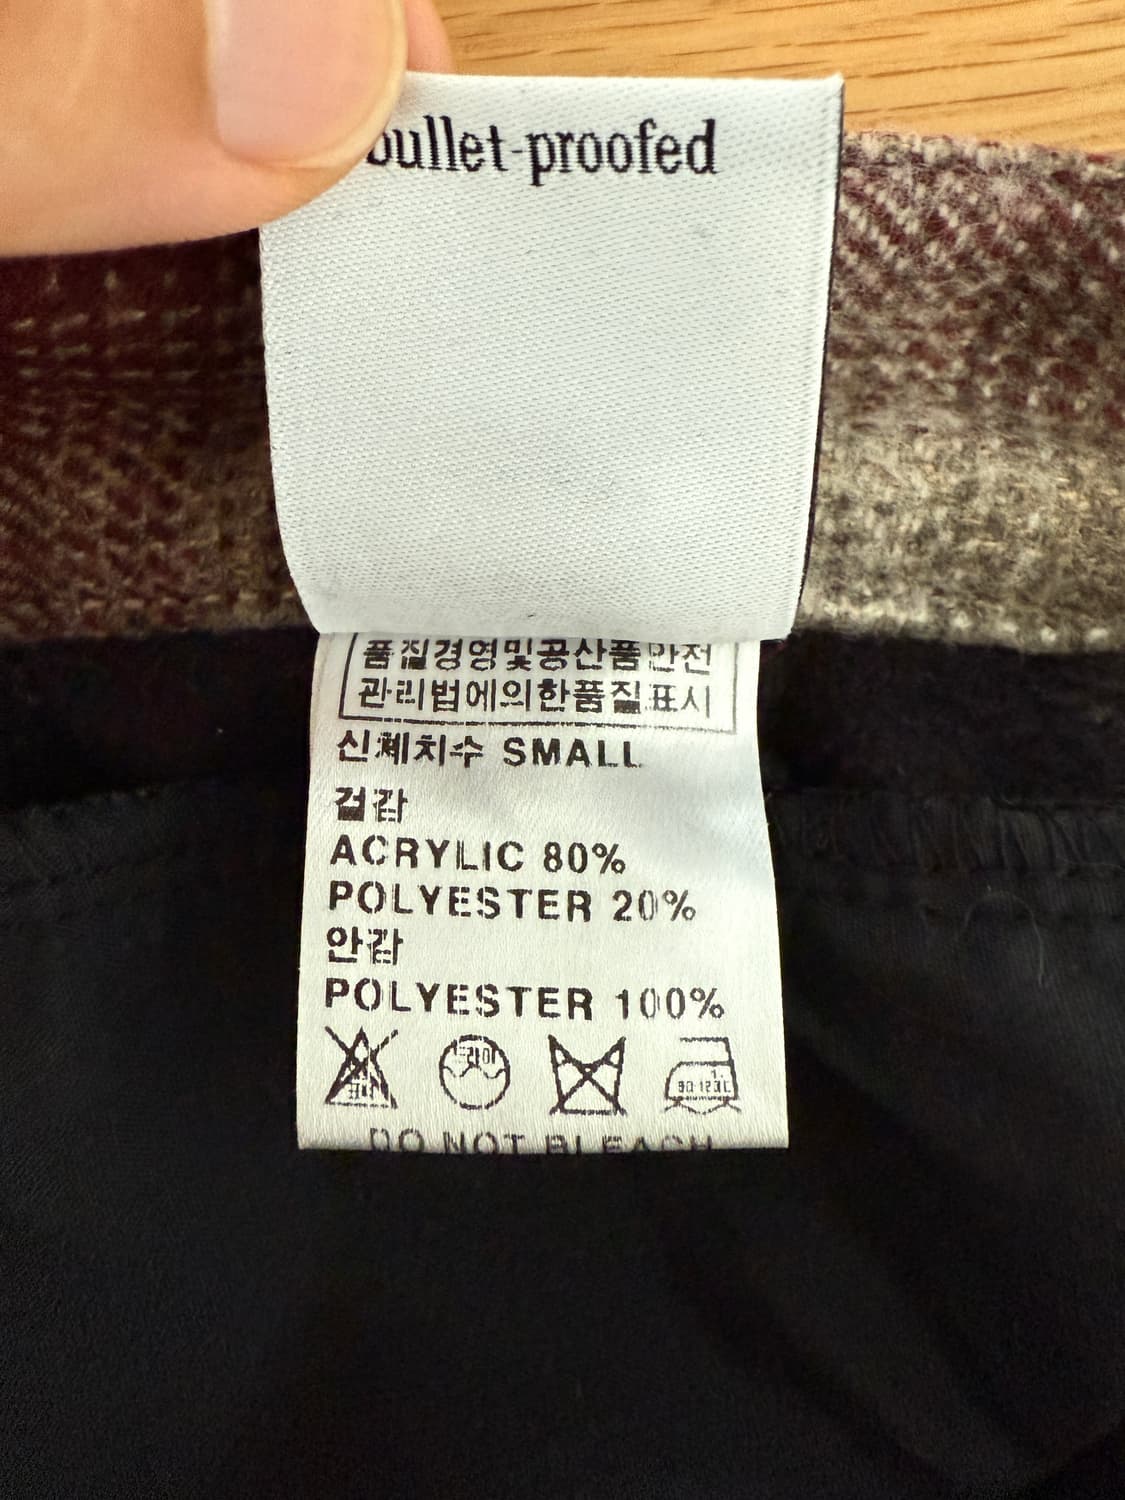 bullet-proofed
품질경영및공산품안전
관리법에의한품질표시
신체치수 SMALL
겉감
ACRYLIC 80%
POLYESTER 20%
안감
POLYESTER 100%
드라이
DO NOT BLEACH